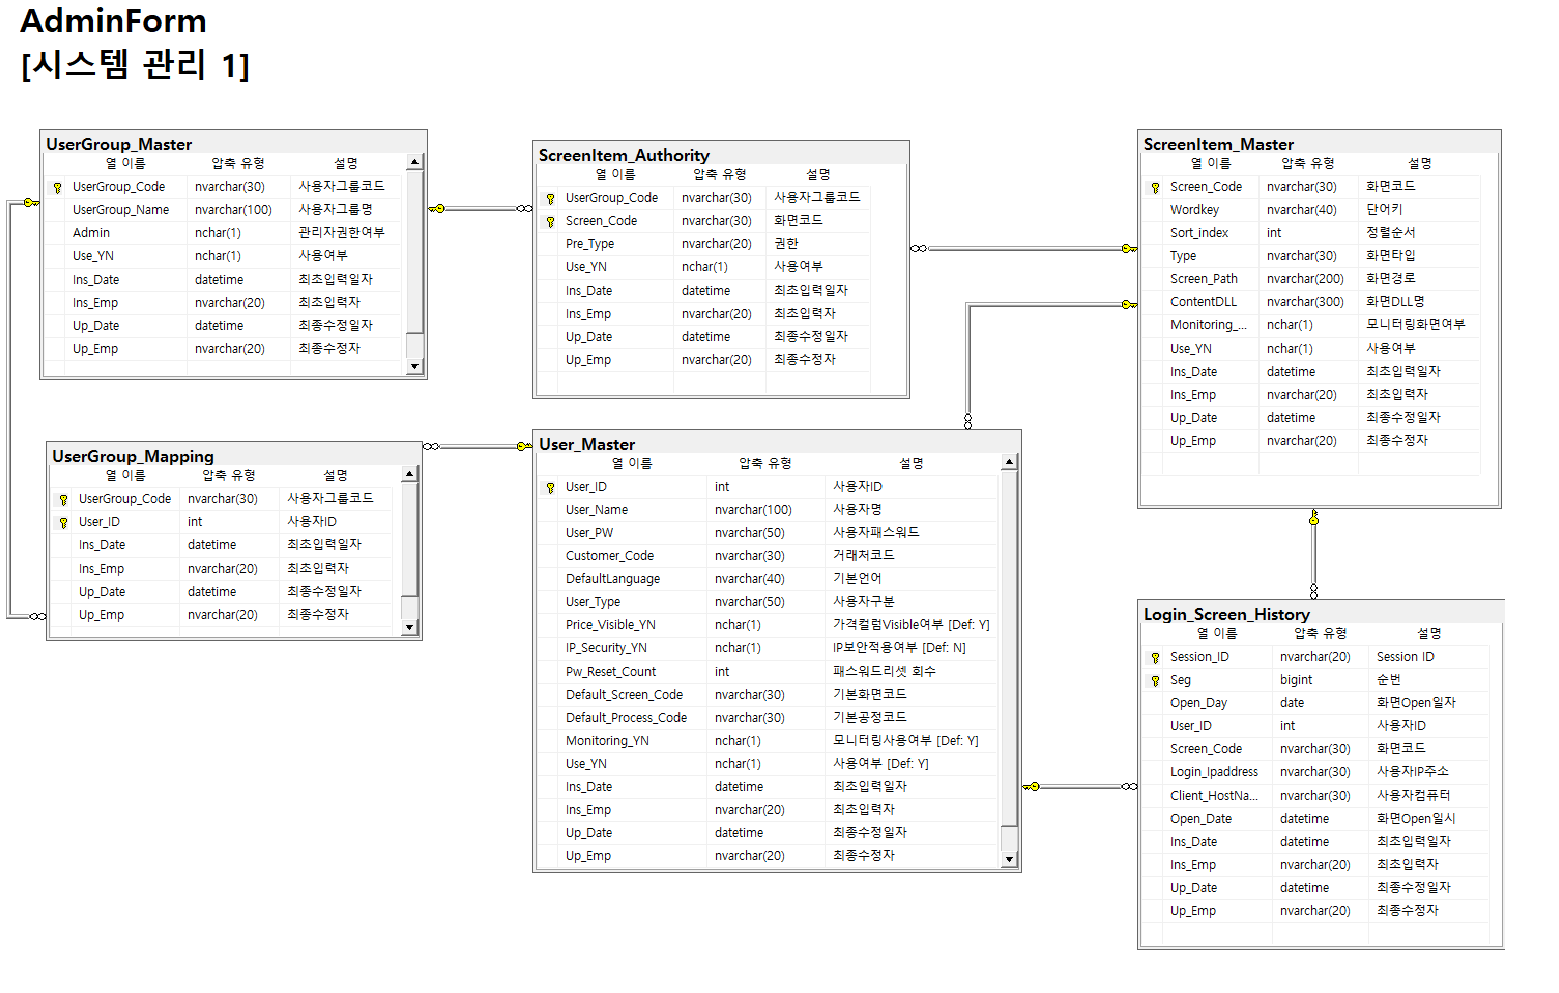 AdminForm
[시스템 관리 1]
UserGroup_Master
열 이름 압축 유형 설명
UserGroup_Code nvarchar(30) 사용자그룹코드
UserGroup_Name nvarchar(100) 사용자그룹명
Admin nchar(1) 관리자권한여부
Use_YN nchar(1) 사용여부
Ins_Date datetime 최초입력일자
Ins_Emp nvarchar(20) 최초입력자
Up_Date datetime 최종수정일자
Up_Emp nvarchar(20) 최종수정자
ScreenItem_Authority
열 이름 압축 유형 설명
UserGroup_Code nvarchar(30) 사용자그룹코드
Screen_Code nvarchar(30) 화면코드
Pre_Type nvarchar(20) 권한
Use_YN nchar(1) 사용여부
Ins_Date datetime 최초입력일자
Ins_Emp nvarchar(20) 최초입력자
Up_Date datetime 최종수정일자
Up_Emp nvarchar(20) 최종수정자
ScreenItem_Master
열 이름 압축 유형 설명
Screen_Code nvarchar(30) 화면코드
Wordkey nvarchar(40) 단어키
Sort_index int 정렬순서
Type nvarchar(30) 화면타입
Screen_Path nvarchar(200) 화면경로
ContentDLL nvarchar(300) 화면DLL명
Monitoring_... nchar(1) 모니터링화면여부
Use_YN nchar(1) 사용여부
Ins_Date datetime 최초입력일자
Ins_Emp nvarchar(20) 최초입력자
Up_Date datetime 최종수정일자
Up_Emp nvarchar(20) 최종수정자
UserGroup_Mapping
열 이름 압축 유형 설명
UserGroup_Code nvarchar(30) 사용자그룹코드
User_ID int 사용자ID
Ins_Date datetime 최초입력일자
Ins_Emp nvarchar(20) 최초입력자
Up_Date datetime 최종수정일자
Up_Emp nvarchar(20) 최종수정자
User_Master
열 이름 압축 유형 설명
User_ID int 사용자ID
User_Name nvarchar(100) 사용자명
User_PW nvarchar(50) 사용자패스워드
Customer_Code nvarchar(30) 거래처코드
DefaultLanguage nvarchar(40) 기본언어
User_Type nvarchar(50) 사용자구분
Price_Visible_YN nchar(1) 가격컬럼Visible여부 [Def: Y]
IP_Security_YN nchar(1) IP보안적용여부 [Def: N]
Pw_Reset_Count int 패스워드리셋 회수
Default_Screen_Code nvarchar(30) 기본화면코드
Default_Process_Code nvarchar(30) 기본공정코드
Monitoring_YN nchar(1) 모니터링사용여부 [Def: Y]
Use_YN nchar(1) 사용여부 [Def: Y]
Ins_Date datetime 최초입력일자
Ins_Emp nvarchar(20) 최초입력자
Up_Date datetime 최종수정일자
Up_Emp nvarchar(20) 최종수정자
Login_Screen_History
열 이름 압축 유형 설명
Session_ID nvarchar(20) Session ID
Seg bigint 순번
Open_Day date 화면Open일자
User_ID int 사용자ID
Screen_Code nvarchar(30) 화면코드
Login_Ipaddress nvarchar(30) 사용자IP주소
Client_HostNa... nvarchar(30) 사용자컴퓨터
Open_Date datetime 화면Open일시
Ins_Date datetime 최초입력일자
Ins_Emp nvarchar(20) 최초입력자
Up_Date datetime 최종수정일자
Up_Emp nvarchar(20) 최종수정자